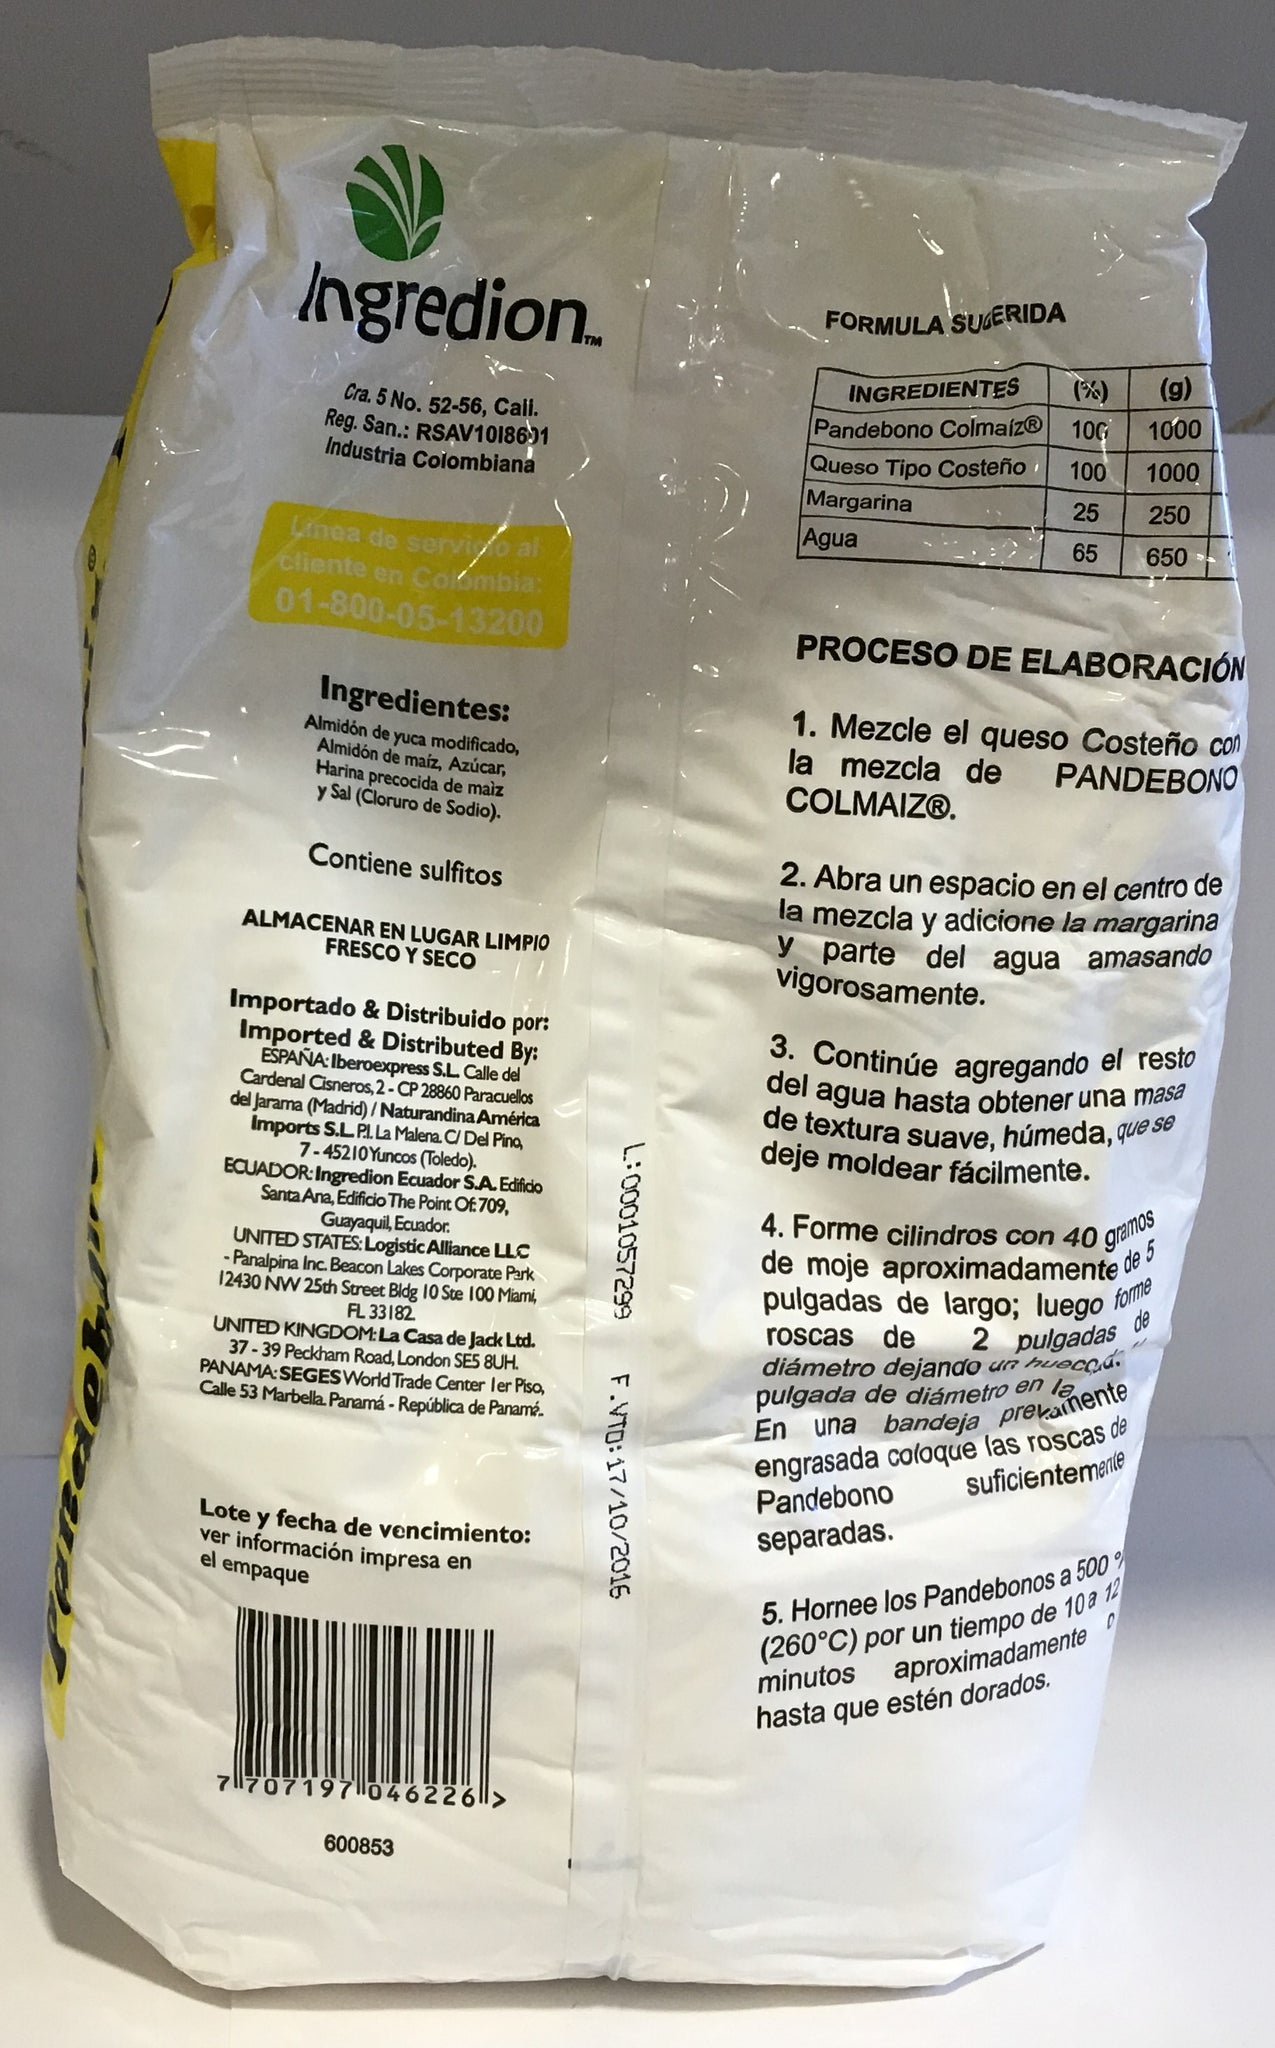 Ingredion™
Cra. 5 No. 52-56, Cali.
Reg. San.: RSAV10I8601
Industria Colombiana
Línea de servicio al
cliente en Colombia:
01-800-05-13200
Ingredientes:
Almidón de yuca modificado,
Almidón de maíz, Azúcar,
Harina precocida de maíz
y Sal (Cloruro de Sodio).
Contiene sulfitos
ALMACENAR EN LUGAR LIMPIO
FRESCO Y SECO
Importado & Distribuido por:
Imported & Distributed By:
ESPAÑA: Iberoexpress S.L. Calle del
Cardenal Cisneros, 2 - CP 28860 Paracuellos
del Jarama (Madrid) / Naturandina América
Imports S.L. P.I. La Malena. C/ Del Pino,
7 - 45210 Yuncos (Toledo).
ECUADOR: Ingredion Ecuador S.A. Edificio
Santa Ana, Edificio The Point Of: 709,
Guayaquil, Ecuador.
UNITED STATES: Logistic Alliance LLC
- Panalpina Inc. Beacon Lakes Corporate Park
12430 NW 25th Street Bldg 10 Ste 100 Miami,
FL 33182
UNITED KINGDOM: La Casa de Jack Ltd.
37 - 39 Peckham Road, London SE5 8UH.
PANAMA: SEGES World Trade Center 1er Piso,
Calle 53 Marbella. Panamá - República de Panamá.
Lote y fecha de vencimiento:
ver información impresa en
el empaque
7 707197 046226 >
600853
L:0001057299 F.VTO:17/10/2016
FORMULA SUGERIDA
INGREDIENTES (%) (g)
Pandebono Colmaíz® 100 1000
Queso Tipo Costeño 100 1000
Margarina 25 250
Agua 65 650
PROCESO DE ELABORACIÓN
1. Mezcle el queso Costeño con
la mezcla de PANDEBONO
COLMAIZ®.
2. Abra un espacio en el centro de
la mezcla y adicione la margarina
y parte del agua amasando
vigorosamente.
3. Continúe agregando el resto
del agua hasta obtener una masa
de textura suave, húmeda, que se
deje moldear fácilmente.
4. Forme cilindros con 40 gramos
de moje aproximadamente de 5
pulgadas de largo; luego forme
roscas de 2 pulgadas de
diámetro dejando un hueco
pulgada de diámetro en la
En una bandeja previamente
engrasada coloque las roscas de
Pandebono suficientemente
separadas.
5. Hornee los Pandebonos a 500 °
(260°C) por un tiempo de 10 a 12
minutos aproximadamente o
hasta que estén dorados.